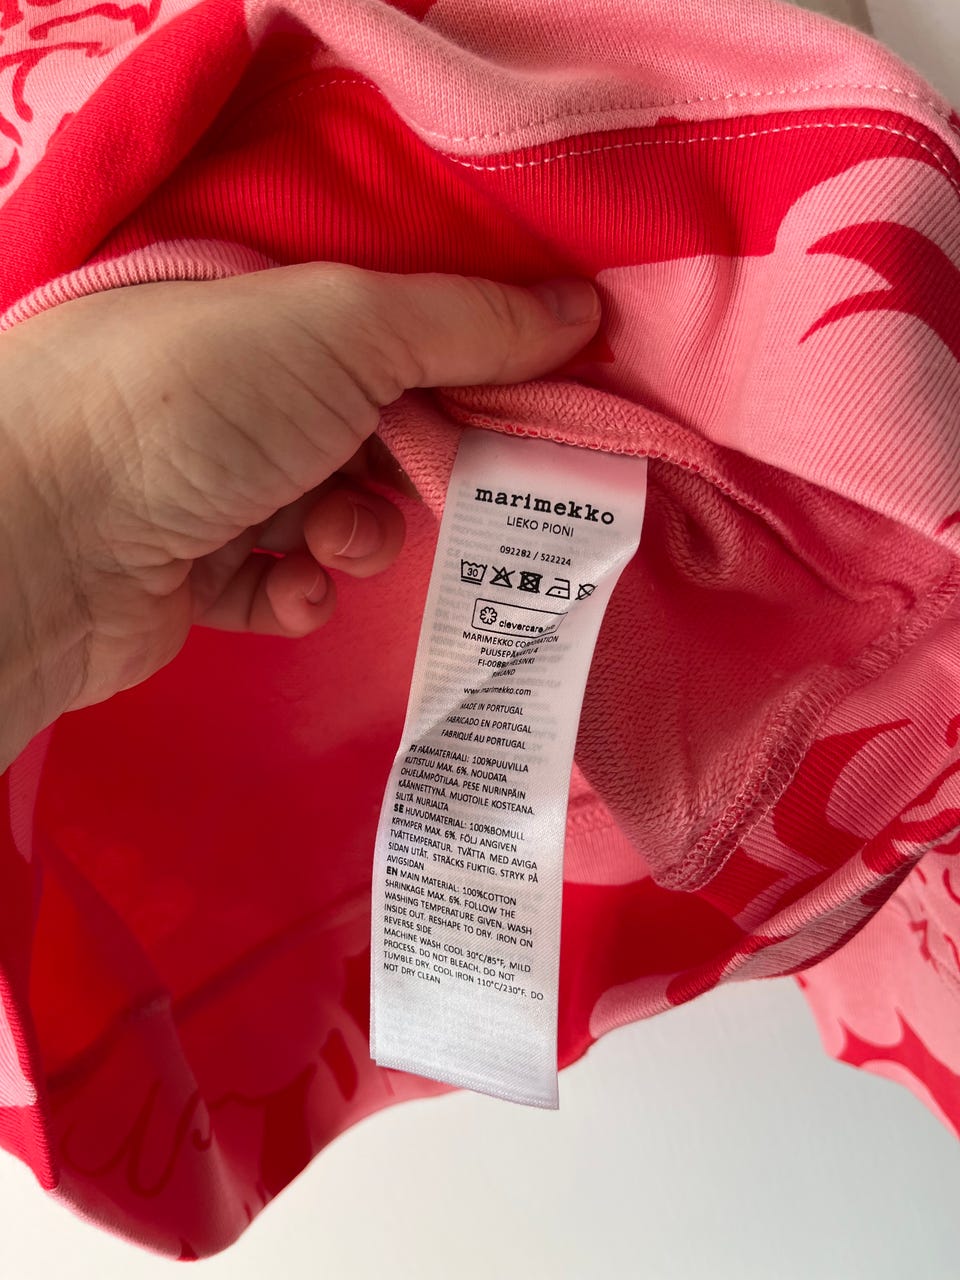 marimekko
LIEKO PIONI
092282 / 522224
30
clevercare
MARIMEKKO CORPORATION
PUUSEPÄNKATU 4
FI-00880 HELSINKI
FINLAND
www.marimekko.com
MADE IN PORTUGAL
FABRICADO EN PORTUGAL
FABRIQUÉ AU PORTUGAL
FI PÄÄMATERIAALI: 100%PUUVILLA
KUTISTUU MAX. 6%. NOUDATA
OHJELÄMPÖTILAA. PESE NURINPÄIN
KÄÄNNETTYNÄ. MUOTOILE KOSTEANA.
SILITÄ NURJALTA
SE HUVUDMATERIAL: 100%BOMULL
KRYMPER MAX. 6%. FÖLJ ANGIVEN
TVÄTTEMPERATUR. TVÄTTA MED AVIGA
SIDAN UTÅT. STRÄCKS FUKTIG. STRYK PÅ
AVIGSIDAN
EN MAIN MATERIAL: 100%COTTON
SHRINKAGE MAX. 6%. FOLLOW THE
WASHING TEMPERATURE GIVEN. WASH
INSIDE OUT. RESHAPE TO DRY. IRON ON
REVERSE SIDE
MACHINE WASH COOL 30°C/85°F, MILD
PROCESS. DO NOT BLEACH. DO NOT
TUMBLE DRY. COOL IRON 110°C/230°F. DO
NOT DRY CLEAN